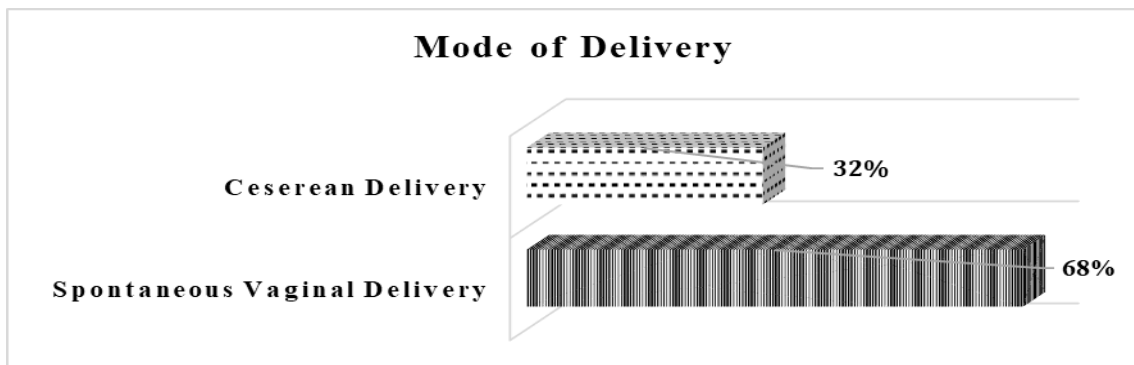 Mode of Delivery
Ceserean Delivery
32%
Spontaneous Vaginal Delivery
68%